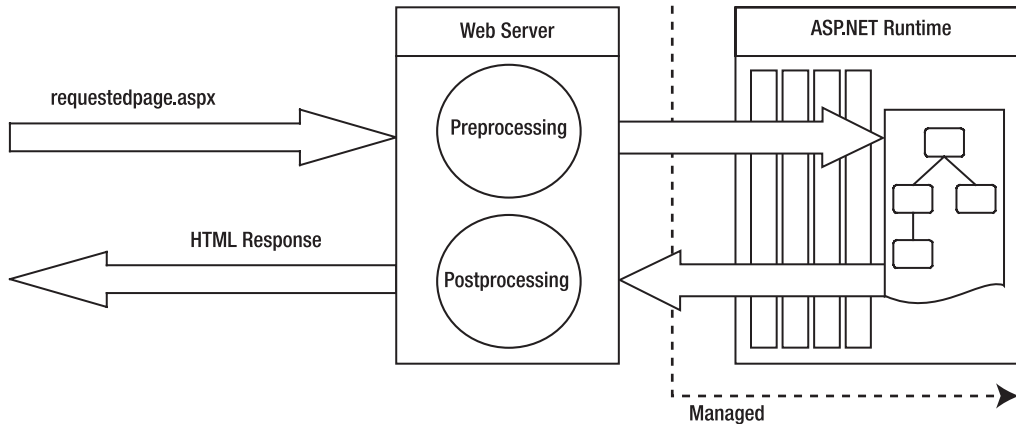 Web Server
ASP.NET Runtime
requestedpage.aspx
Preprocessing
HTML Response
Postprocessing
Managed